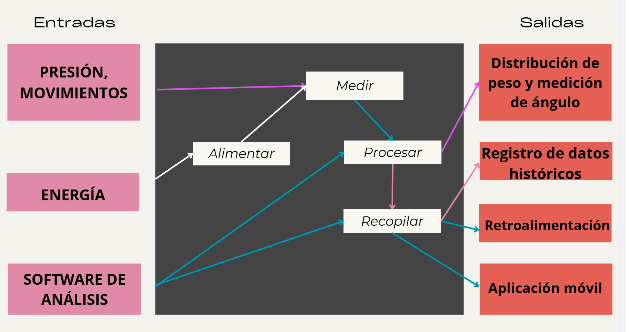 Entradas
Salidas
PRESIÓN,
MOVIMIENTOS
Medir
Distribución de
peso y medición
de ángulo
Alimentar
Procesar
Registro de datos
históricos
ENERGÍA
Recopilar
Retroalimentación
SOFTWARE DE
ANÁLISIS
Aplicación móvil